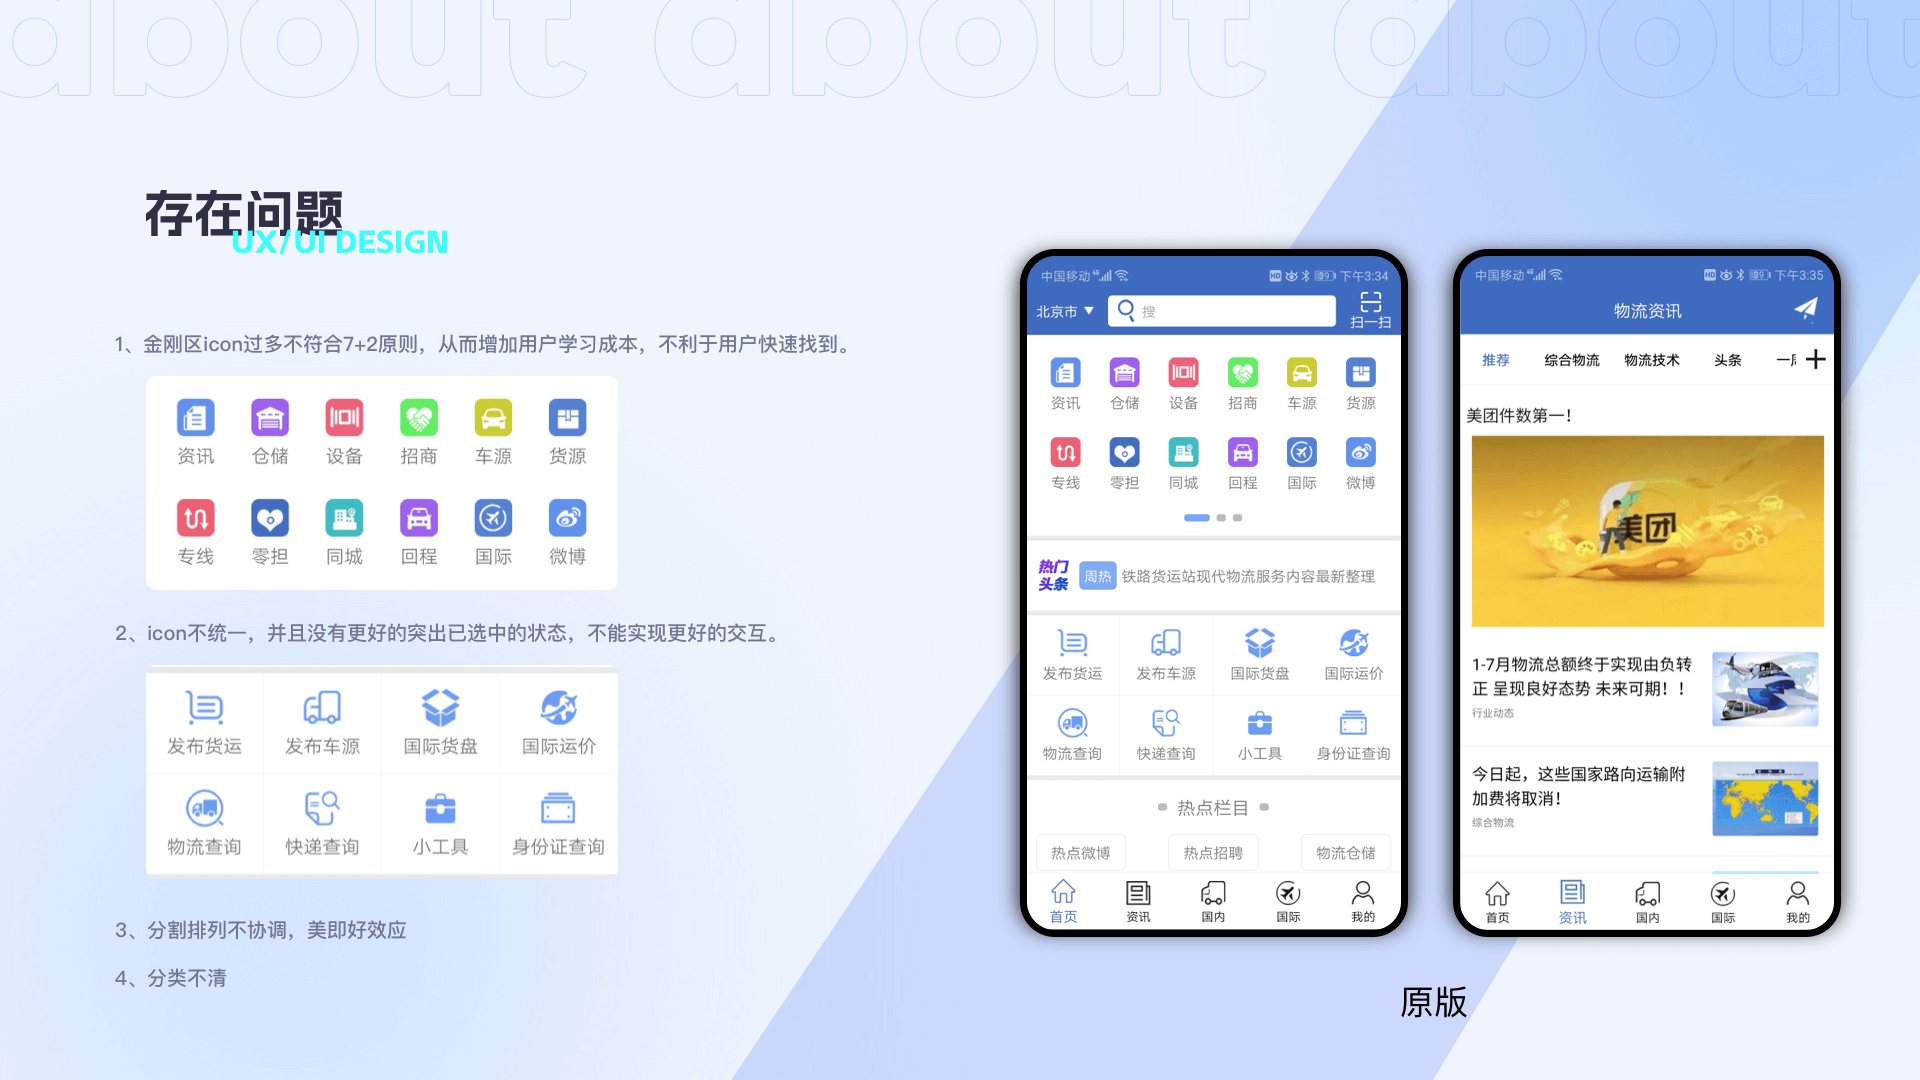 about about about
存在问题
UX/UI DESIGN
1、金刚区icon过多不符合7+2原则，从而增加用户学习成本，不利于用户快速找到。
资讯 仓储 设备 招商 车源 货源
专线 零担 同城 回程 国际 微博
2、icon不统一，并且没有更好的突出已选中的状态，不能实现更好的交互。
发布货运 发布车源 国际货盘 国际运价
物流查询 快递查询 小工具 身份证查询
3、分割排列不协调，美即好效应
4、分类不清
中国移动 4G HD 89 下午3:34
北京市 搜 扫一扫
资讯 仓储 设备 招商 车源 货源
专线 零担 同城 回程 国际 微博
热门头条 周热 铁路货运站现代物流服务内容最新整理
发布货运 发布车源 国际货盘 国际运价
物流查询 快递查询 小工具 身份证查询
热点栏目
热点微博 热点招聘 物流仓储
首页 资讯 国内 国际 我的
中国移动 4G HD 89 下午3:35
物流资讯
推荐 综合物流 物流技术 头条 一
美团件数第一！
美团
1-7月物流总额终于实现由负转
正 呈现良好态势 未来可期！！
行业动态
今日起，这些国家路向运输附
加费将取消！
综合物流
首页 资讯 国内 国际 我的
原版